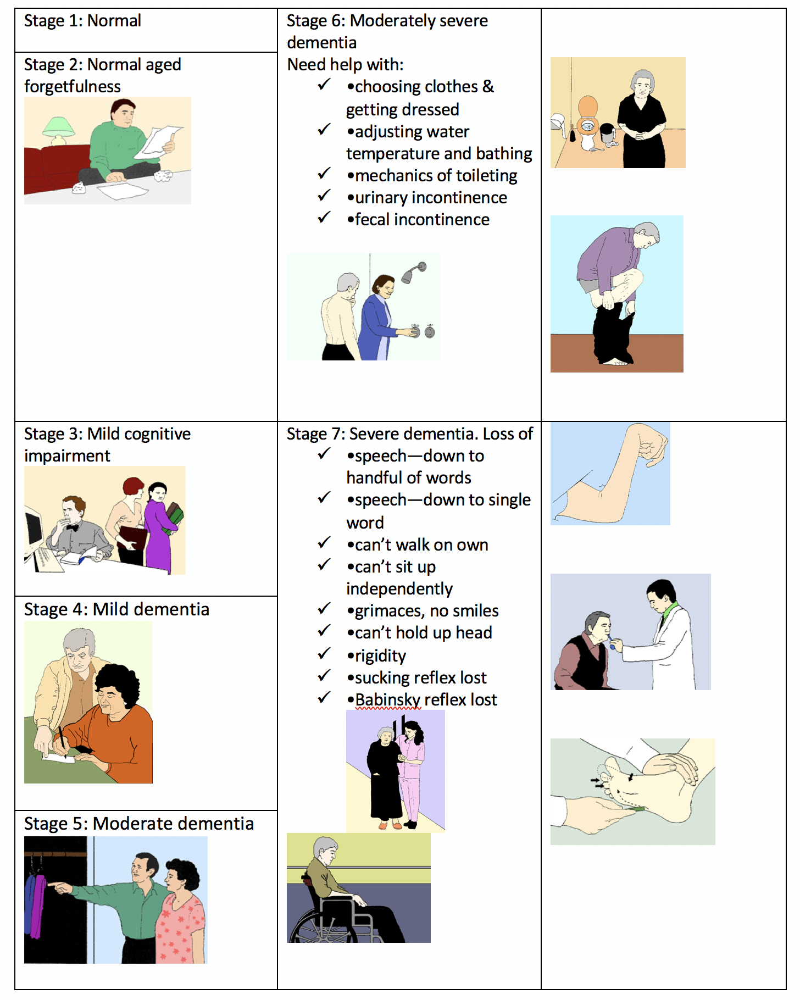 Stage 1: Normal
Stage 2: Normal aged
forgetfulness
Stage 3: Mild cognitive
impairment
Stage 4: Mild dementia
Stage 5: Moderate dementia
Stage 6: Moderately severe
dementia
Need help with:
✓ •choosing clothes &
getting dressed
✓ •adjusting water
temperature and bathing
✓ •mechanics of toileting
✓ •urinary incontinence
✓ •fecal incontinence
Stage 7: Severe dementia. Loss of
✓ •speech—down to
handful of words
✓ •speech—down to single
word
✓ •can’t walk on own
✓ •can’t sit up
independently
✓ •grimaces, no smiles
✓ •can’t hold up head
✓ •rigidity
✓ •sucking reflex lost
✓ •Babinsky reflex lost